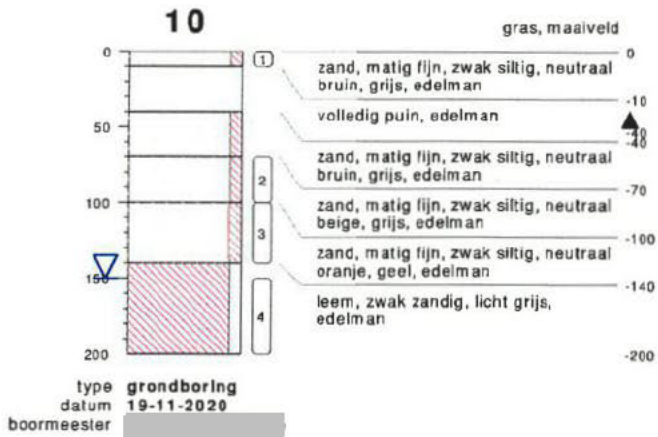 10
gras, maaiveld
0
1
0
zand, matig fijn, zwak siltig, neutraal
bruin, grijs, edelman
-10
volledig puin, edelman
-40
-40
50
zand, matig fijn, zwak siltig, neutraal
bruin, grijs, edelman
-70
2
zand, matig fijn, zwak siltig, neutraal
beige, grijs, edelman
100
-100
3
zand, matig fijn, zwak siltig, neutraal
oranje, geel, edelman
-140
150
leem, zwak zandig, licht grijs,
edelman
4
200
-200
type grondboring
datum 19-11-2020
boormeester